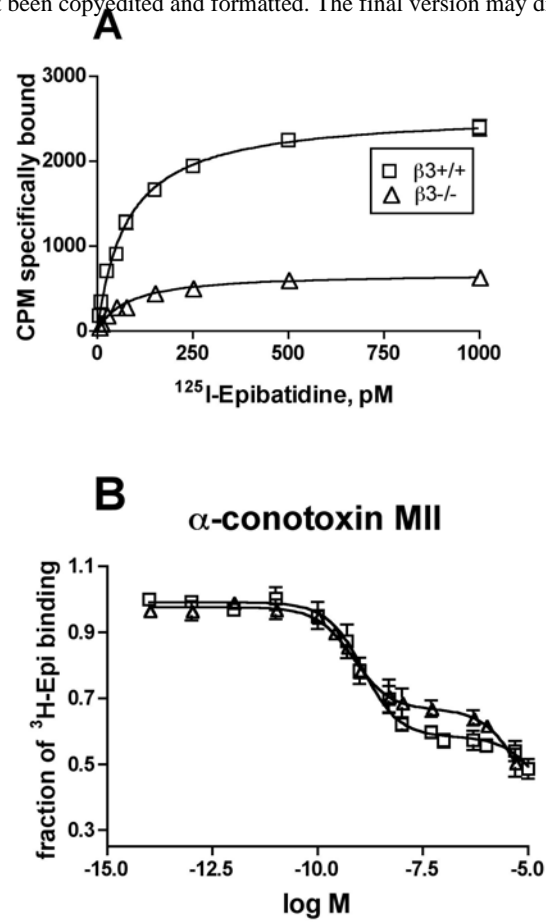 been copyedited and formatted. The final version may d
A
3000
2000
1000
0
CPM specifically bound
β3+/+
β3-/-
0 250 500 750 1000
¹²⁵I-Epibatidine, pM
B
α-conotoxin MII
1.1
0.9
0.7
0.5
0.3
fraction of ³H-Epi binding
-15.0 -12.5 -10.0 -7.5 -5.0
log M